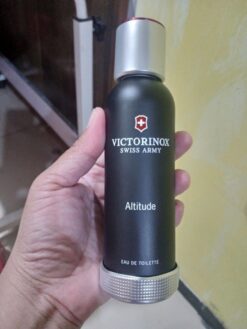 VICTORINOX
SWISS ARMY
Altitude
EAU DE TOILETTE